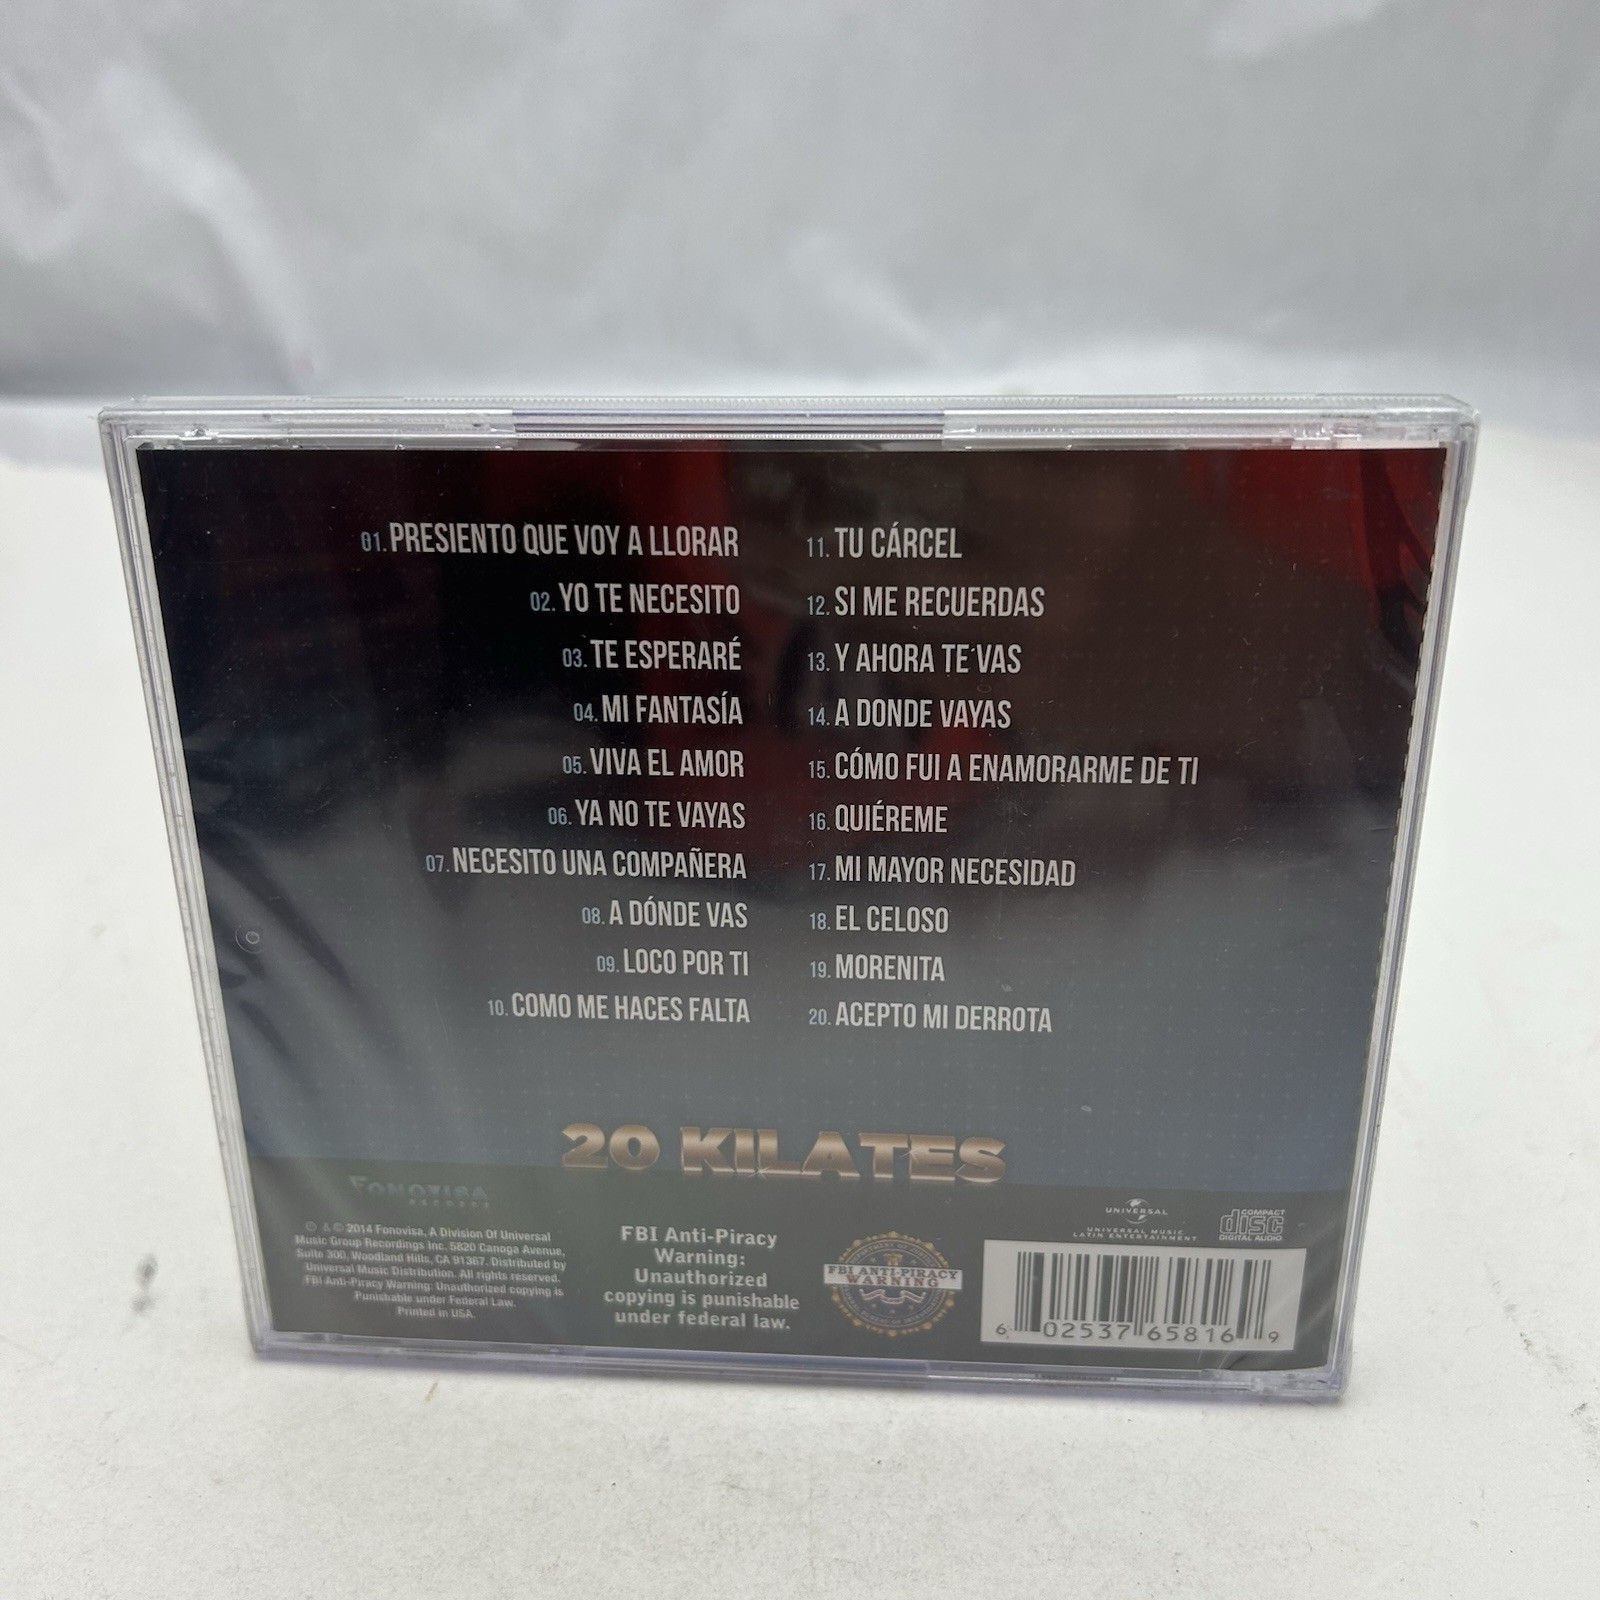 01. PRESIENTO QUE VOY A LLORAR
02. YO TE NECESITO
03. TE ESPERARÉ
04. MI FANTASÍA
05. VIVA EL AMOR
06. YA NO TE VAYAS
07. NECESITO UNA COMPAÑERA
08. A DÓNDE VAS
09. LOCO POR TI
10. COMO ME HACES FALTA
11. TU CÁRCEL
12. SI ME RECUERDAS
13. Y AHORA TE VAS
14. A DONDE VAYAS
15. CÓMO FUI A ENAMORARME DE TI
16. QUIÉREME
17. MI MAYOR NECESIDAD
18. EL CELOSO
19. MORENITA
20. ACEPTO MI DERROTA
20 KILATES
FONOVISA
RECORDS
℗ & © 2014 Fonovisa, A Division Of Universal
Music Group Recordings Inc. 5820 Canoga Avenue,
Suite 300, Woodland Hills, CA 91367. Distributed by
Universal Music Distribution. All rights reserved.
FBI Anti-Piracy Warning: Unauthorized copying is
Punishable under Federal Law.
Printed in USA.
FBI Anti-Piracy
Warning:
Unauthorized
copying is punishable
under federal law.
FBI ANTI-PIRACY
WARNING
UNIVERSAL
UNIVERSAL MUSIC
LATIN ENTERTAINMENT
COMPACT
disc
DIGITAL AUDIO
6 02537 65816 9